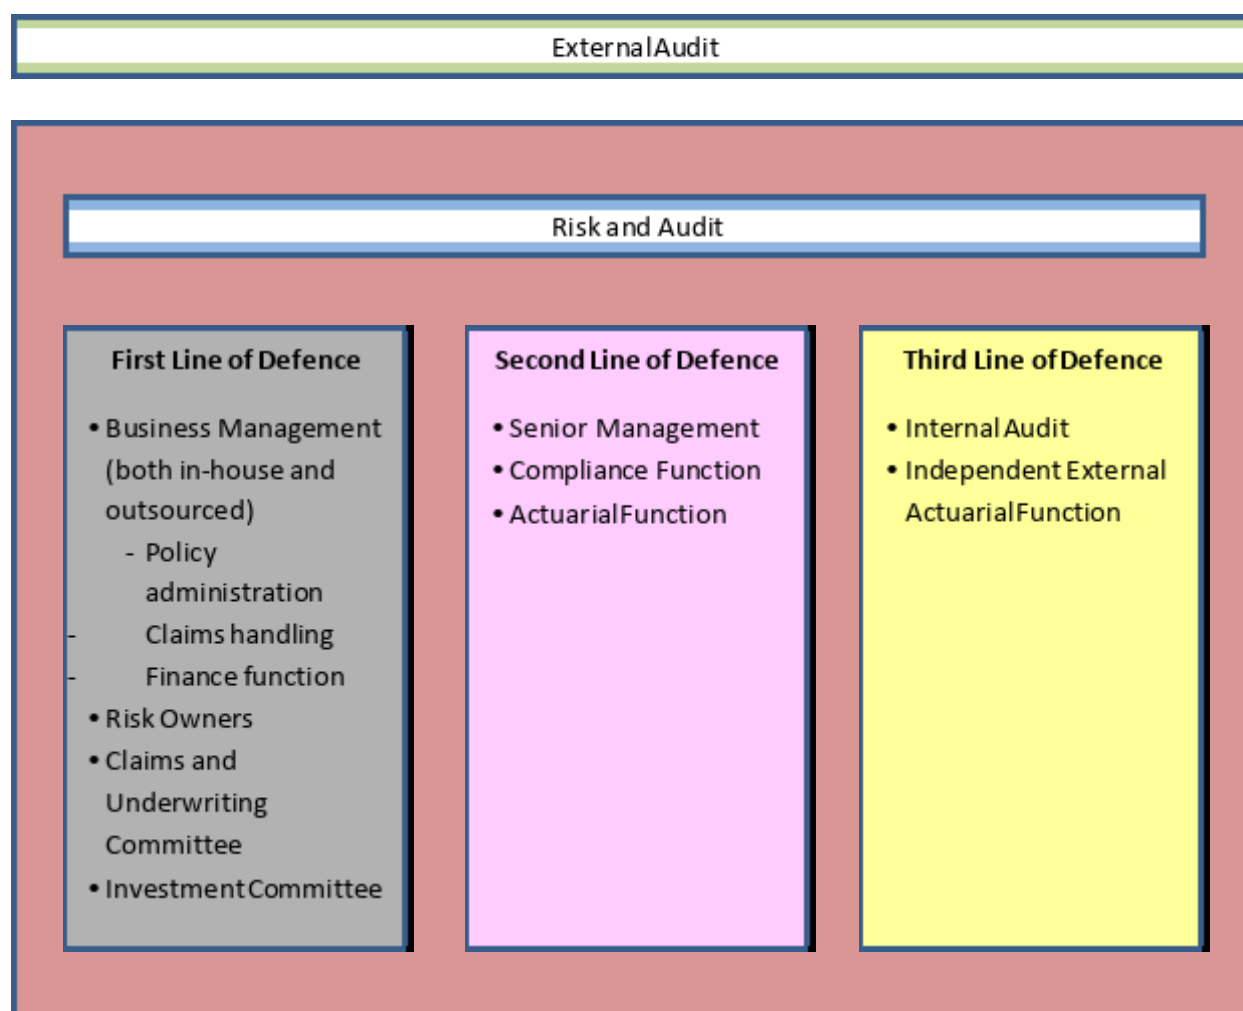 External Audit
Risk and Audit
First Line of Defence
• Business Management
(both in-house and
outsourced)
- Policy
administration
- Claims handling
- Finance function
• Risk Owners
• Claims and
Underwriting
Committee
• Investment Committee
Second Line of Defence
• Senior Management
• Compliance Function
• Actuarial Function
Third Line of Defence
• Internal Audit
• Independent External
Actuarial Function